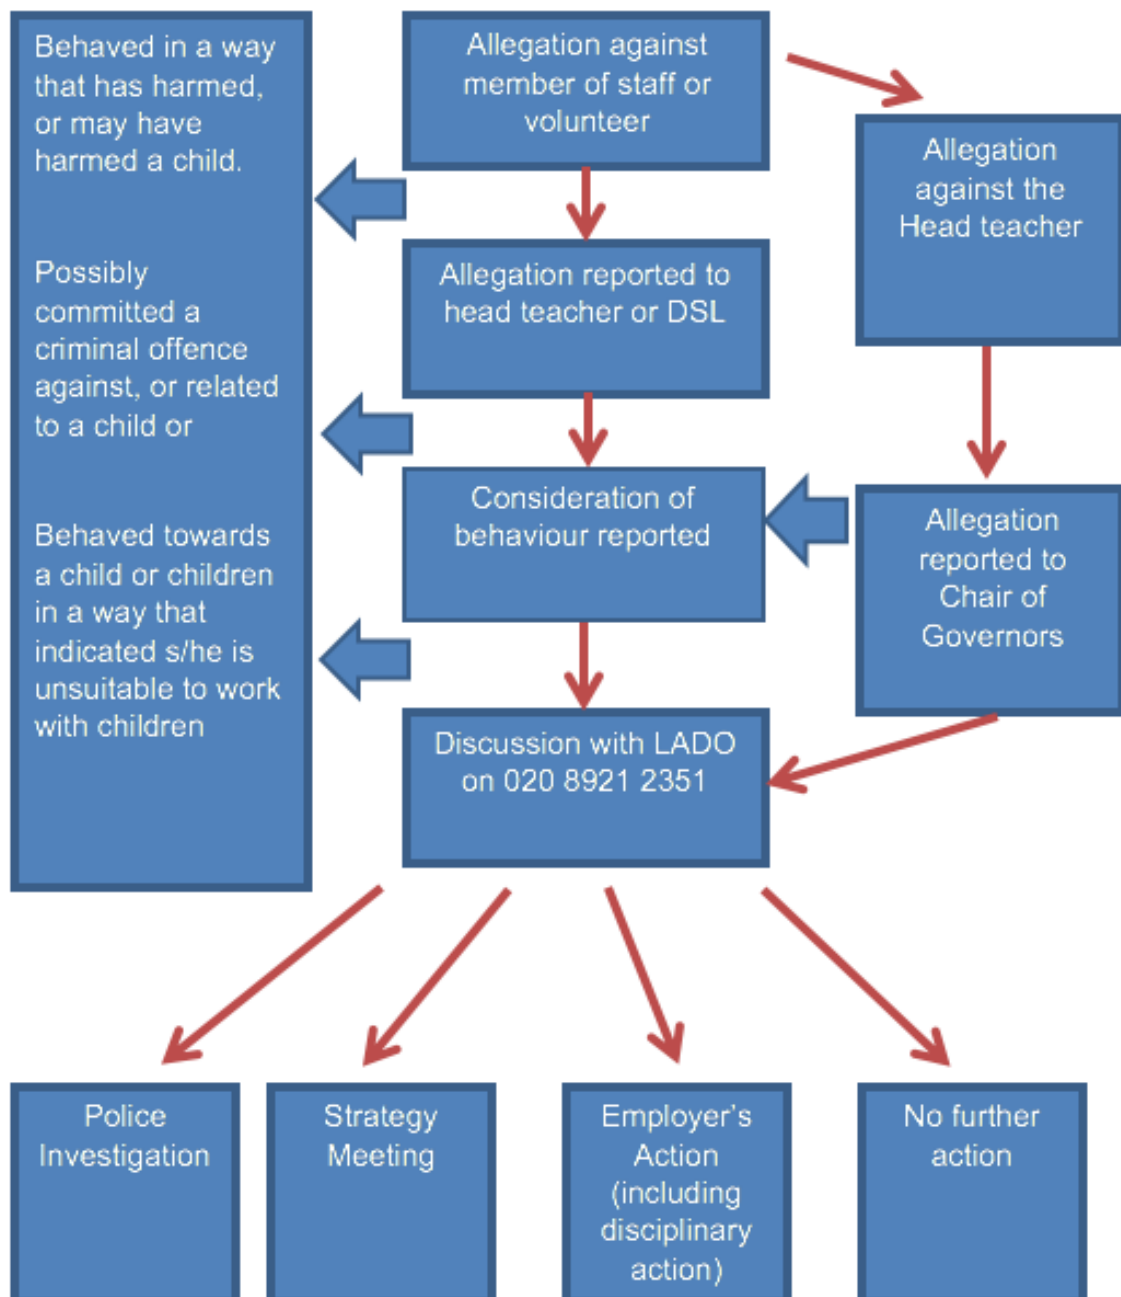 Behaved in a way
that has harmed,
or may have
harmed a child.
Possibly
committed a
criminal offence
against, or related
to a child or
Behaved towards
a child or children
in a way that
indicated s/he is
unsuitable to work
with children
Allegation against
member of staff or
volunteer
Allegation
against the
Head teacher
Allegation reported to
head teacher or DSL
Consideration of
behaviour reported
Allegation
reported to
Chair of
Governors
Discussion with LADO
on 020 8921 2351
Police
Investigation
Strategy
Meeting
Employer’s
Action
(including
disciplinary
action)
No further
action